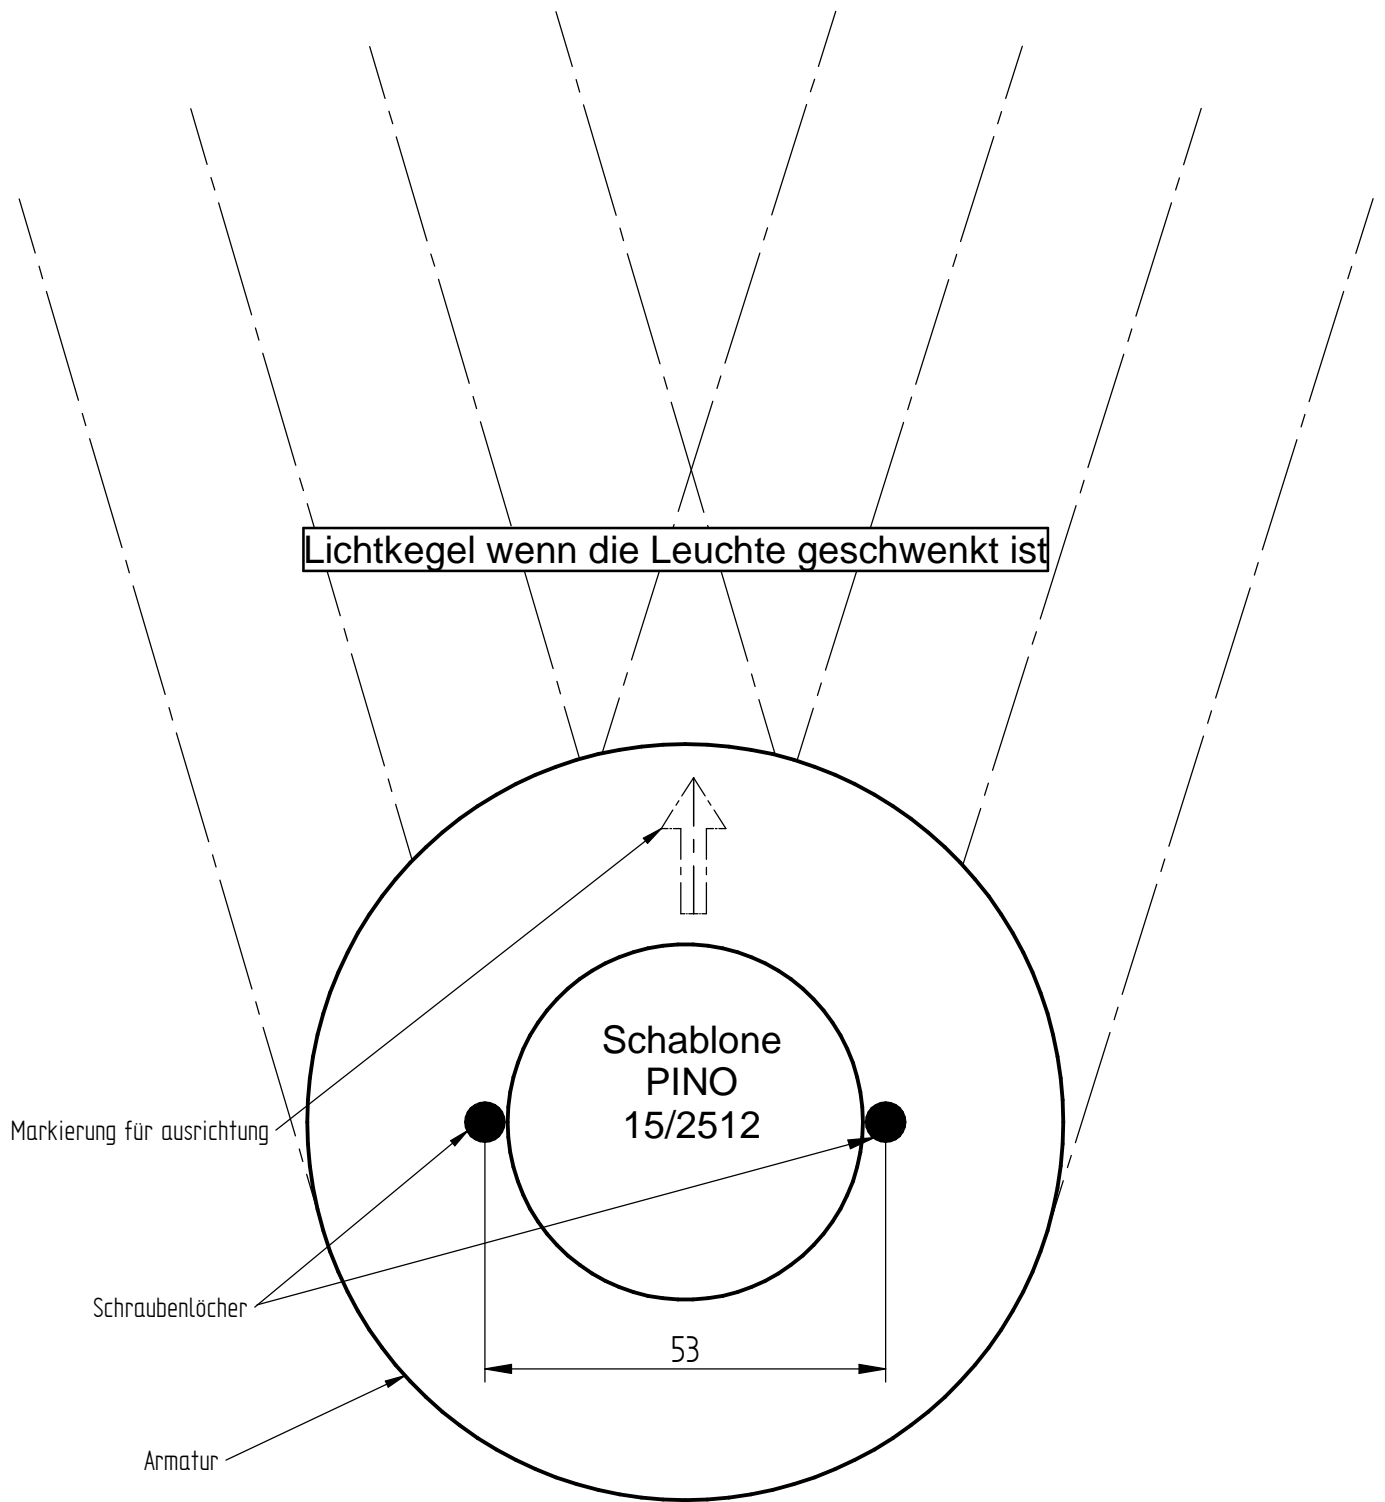 Lichtkegel wenn die Leuchte geschwenkt ist
Schablone
PINO
15/2512
Markierung für ausrichtung
Schraubenlöcher
53
Armatur